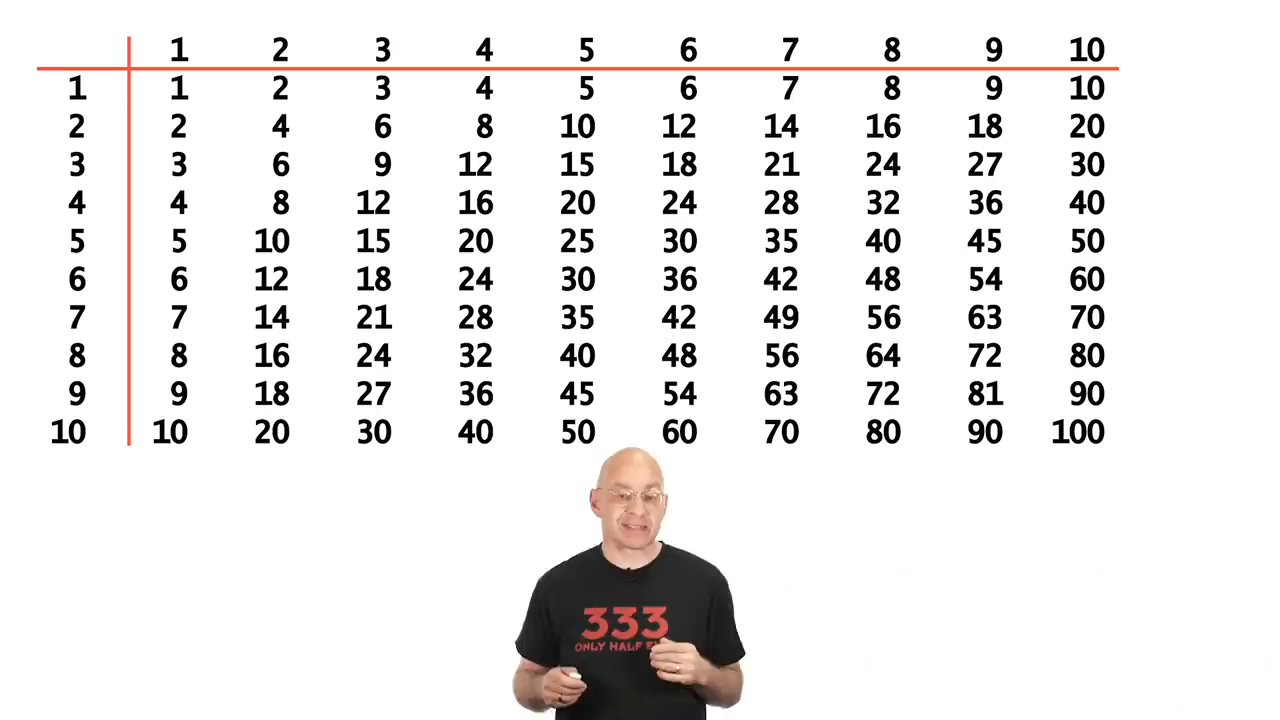 1 2 3 4 5 6 7 8 9 10
1 1 2 3 4 5 6 7 8 9 10
2 2 4 6 8 10 12 14 16 18 20
3 3 6 9 12 15 18 21 24 27 30
4 4 8 12 16 20 24 28 32 36 40
5 5 10 15 20 25 30 35 40 45 50
6 6 12 18 24 30 36 42 48 54 60
7 7 14 21 28 35 42 49 56 63 70
8 8 16 24 32 40 48 56 64 72 80
9 9 18 27 36 45 54 63 72 81 90
10 10 20 30 40 50 60 70 80 90 100
333
ONLY HALF